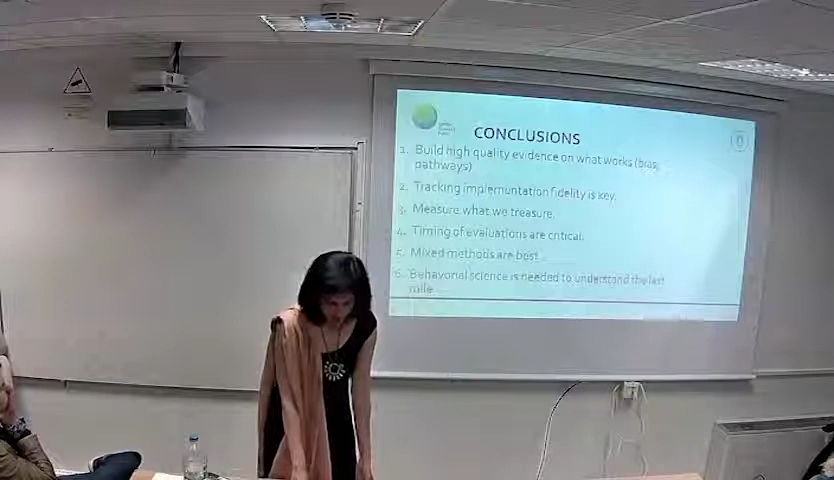 CONCLUSIONS
1. Build high quality evidence on what works (bias,
pathways)
2. Tracking implementation fidelity is key.
3. Measure what we treasure.
4. Timing of evaluations are critical.
5. Mixed methods are best
6. Behavioral science is needed to understand the last
mile